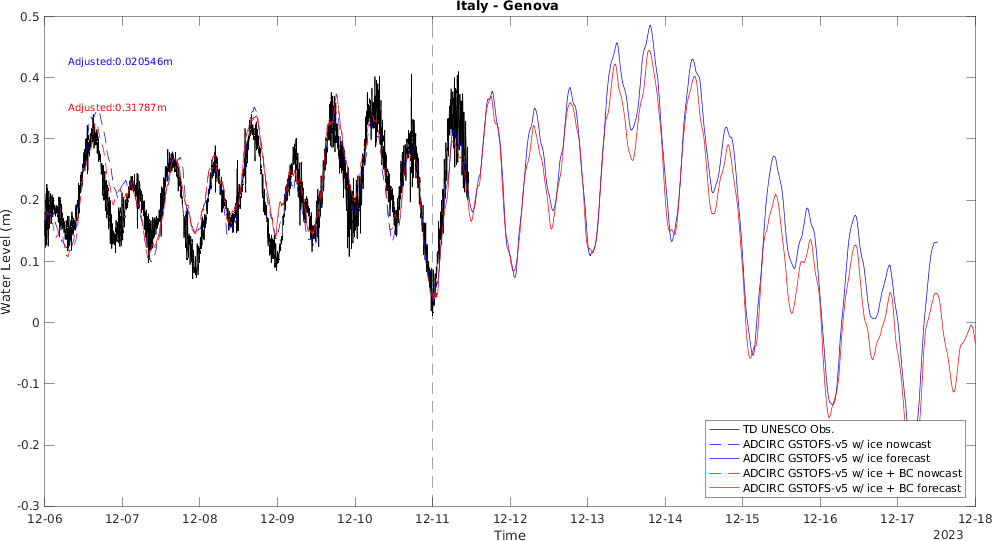 Italy - Genova
0.5
0.4
0.3
0.2
0.1
0
-0.1
-0.2
-0.3
Water Level (m)
Adjusted:0.020546m
Adjusted:0.31787m
TD UNESCO Obs.
ADCIRC GSTOFS-v5 w/ ice nowcast
ADCIRC GSTOFS-v5 w/ ice forecast
ADCIRC GSTOFS-v5 w/ ice + BC nowcast
ADCIRC GSTOFS-v5 w/ ice + BC forecast
12-06 12-07 12-08 12-09 12-10 12-11 12-12 12-13 12-14 12-15 12-16 12-17 12-18
Time
2023